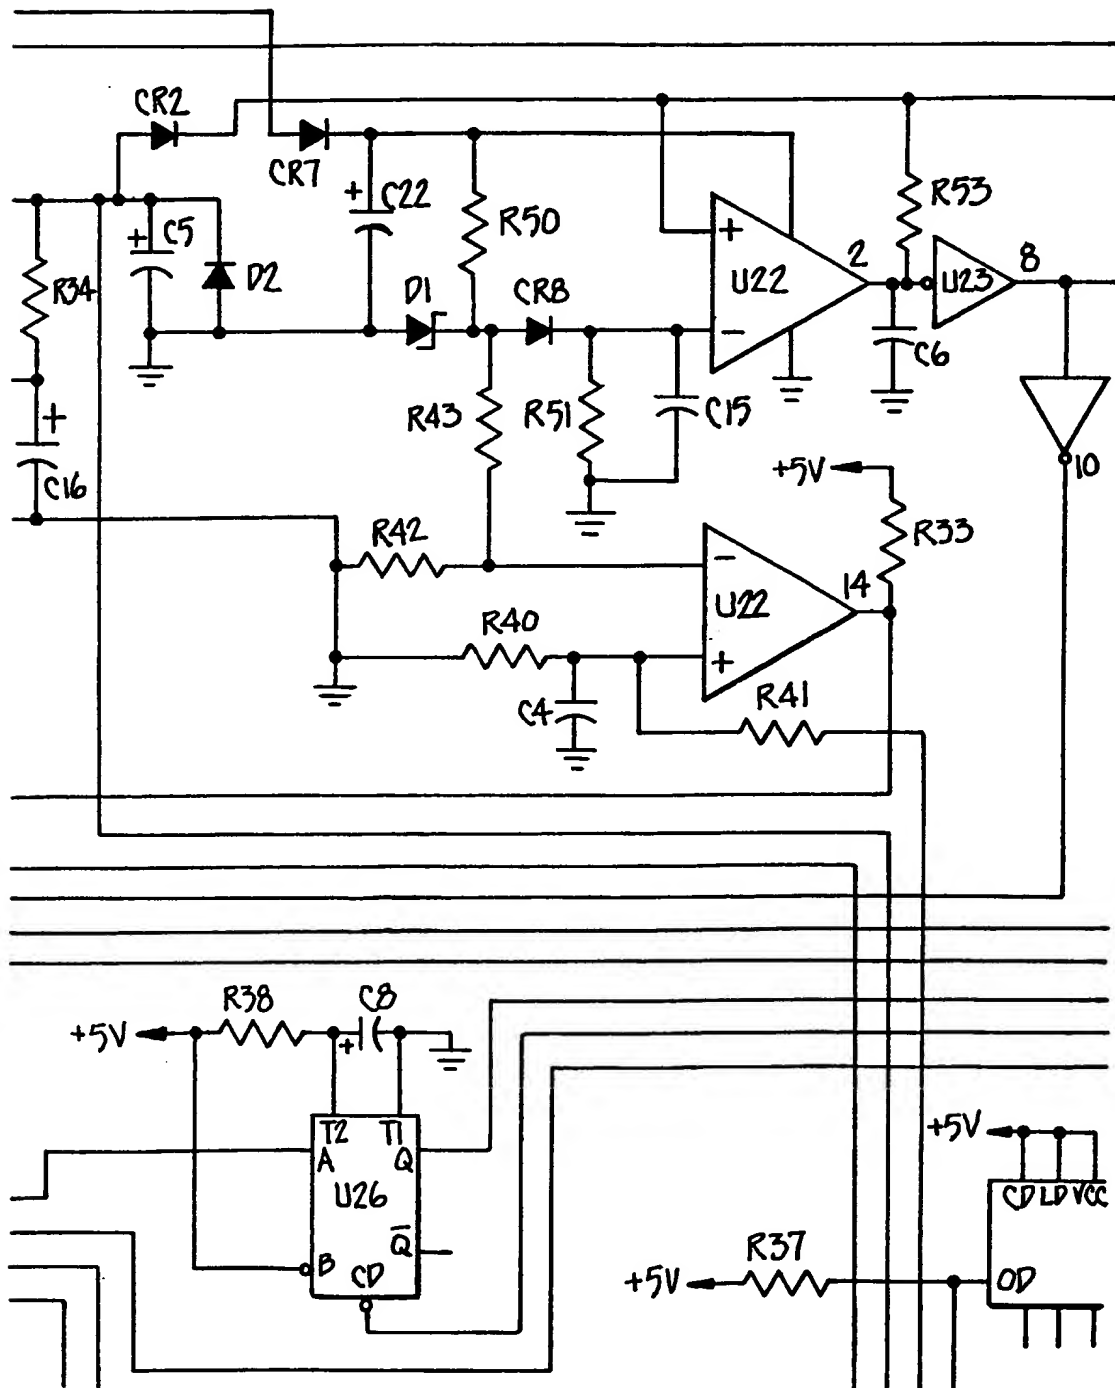 CR2
CR7
+ C22
R50
R53
+ C5
D2
R34
D1
CR8
+
U22
−
2
U23
8
C6
R43
R51
C15
+
C16
10
+5V
R33
R42
−
U22
14
+
R40
C4
R41
R38
C8
+5V
+
T2 T1
A Q
U26
Q̅
B
CD
+5V
CD LD VCC
R37
+5V
OD